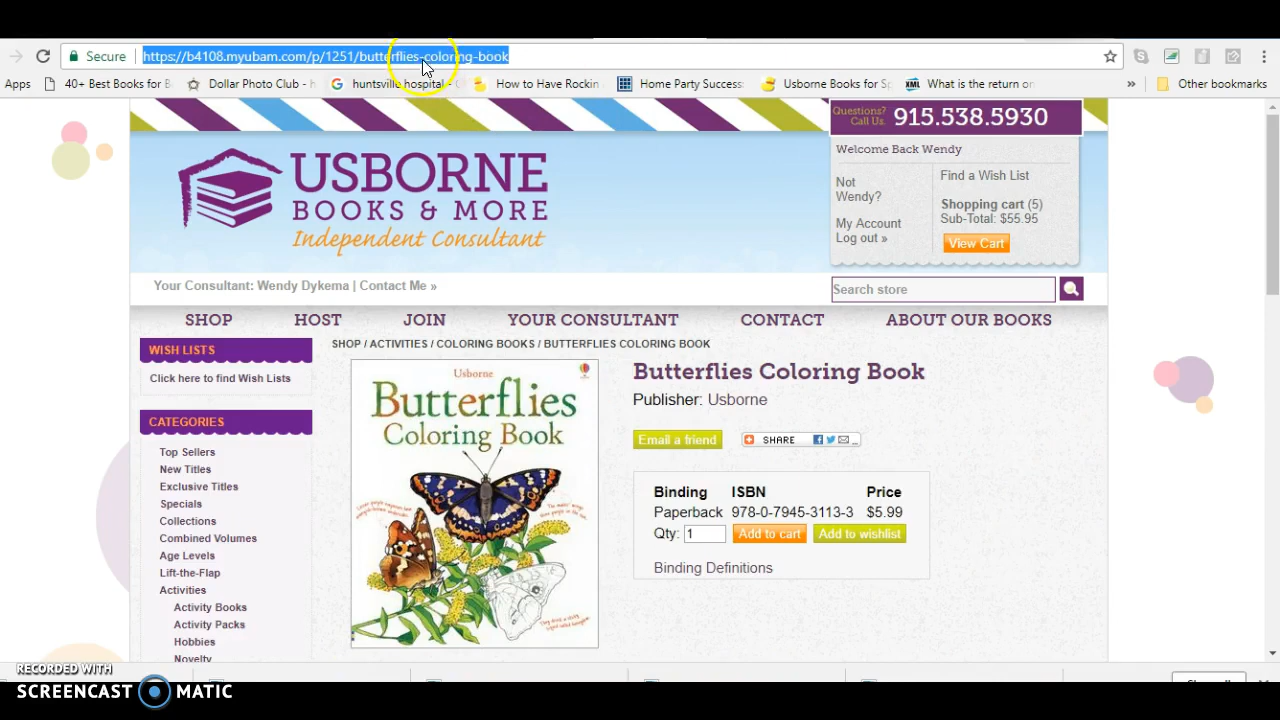 Secure https://b4108.myubam.com/p/1251/butterflies-coloring-book
Apps 40+ Best Books for B Dollar Photo Club - huntsville hospital - How to Have Rockin Home Party Success: Usborne Books for Sp XML What is the return on » Other bookmarks
Questions? Call Us. 915.538.5930
Welcome Back Wendy
Not Wendy?
My Account
Log out »
Find a Wish List
Shopping cart (5)
Sub-Total: $55.95
View Cart
USBORNE
BOOKS & MORE
Independent Consultant
Your Consultant: Wendy Dykema | Contact Me »
Search store
SHOP HOST JOIN YOUR CONSULTANT CONTACT ABOUT OUR BOOKS
WISH LISTS
Click here to find Wish Lists
CATEGORIES
Top Sellers
New Titles
Exclusive Titles
Specials
Collections
Combined Volumes
Age Levels
Lift-the-Flap
Activities
Activity Books
Activity Packs
Hobbies
Novelty
SHOP / ACTIVITIES / COLORING BOOKS / BUTTERFLIES COLORING BOOK
Usborne
Butterflies
Coloring Book
Butterflies Coloring Book
Publisher: Usborne
Email a friend SHARE
Binding ISBN Price
Paperback 978-0-7945-3113-3 $5.99
Qty: 1 Add to cart Add to wishlist
Binding Definitions
RECORDED WITH
SCREENCAST MATIC